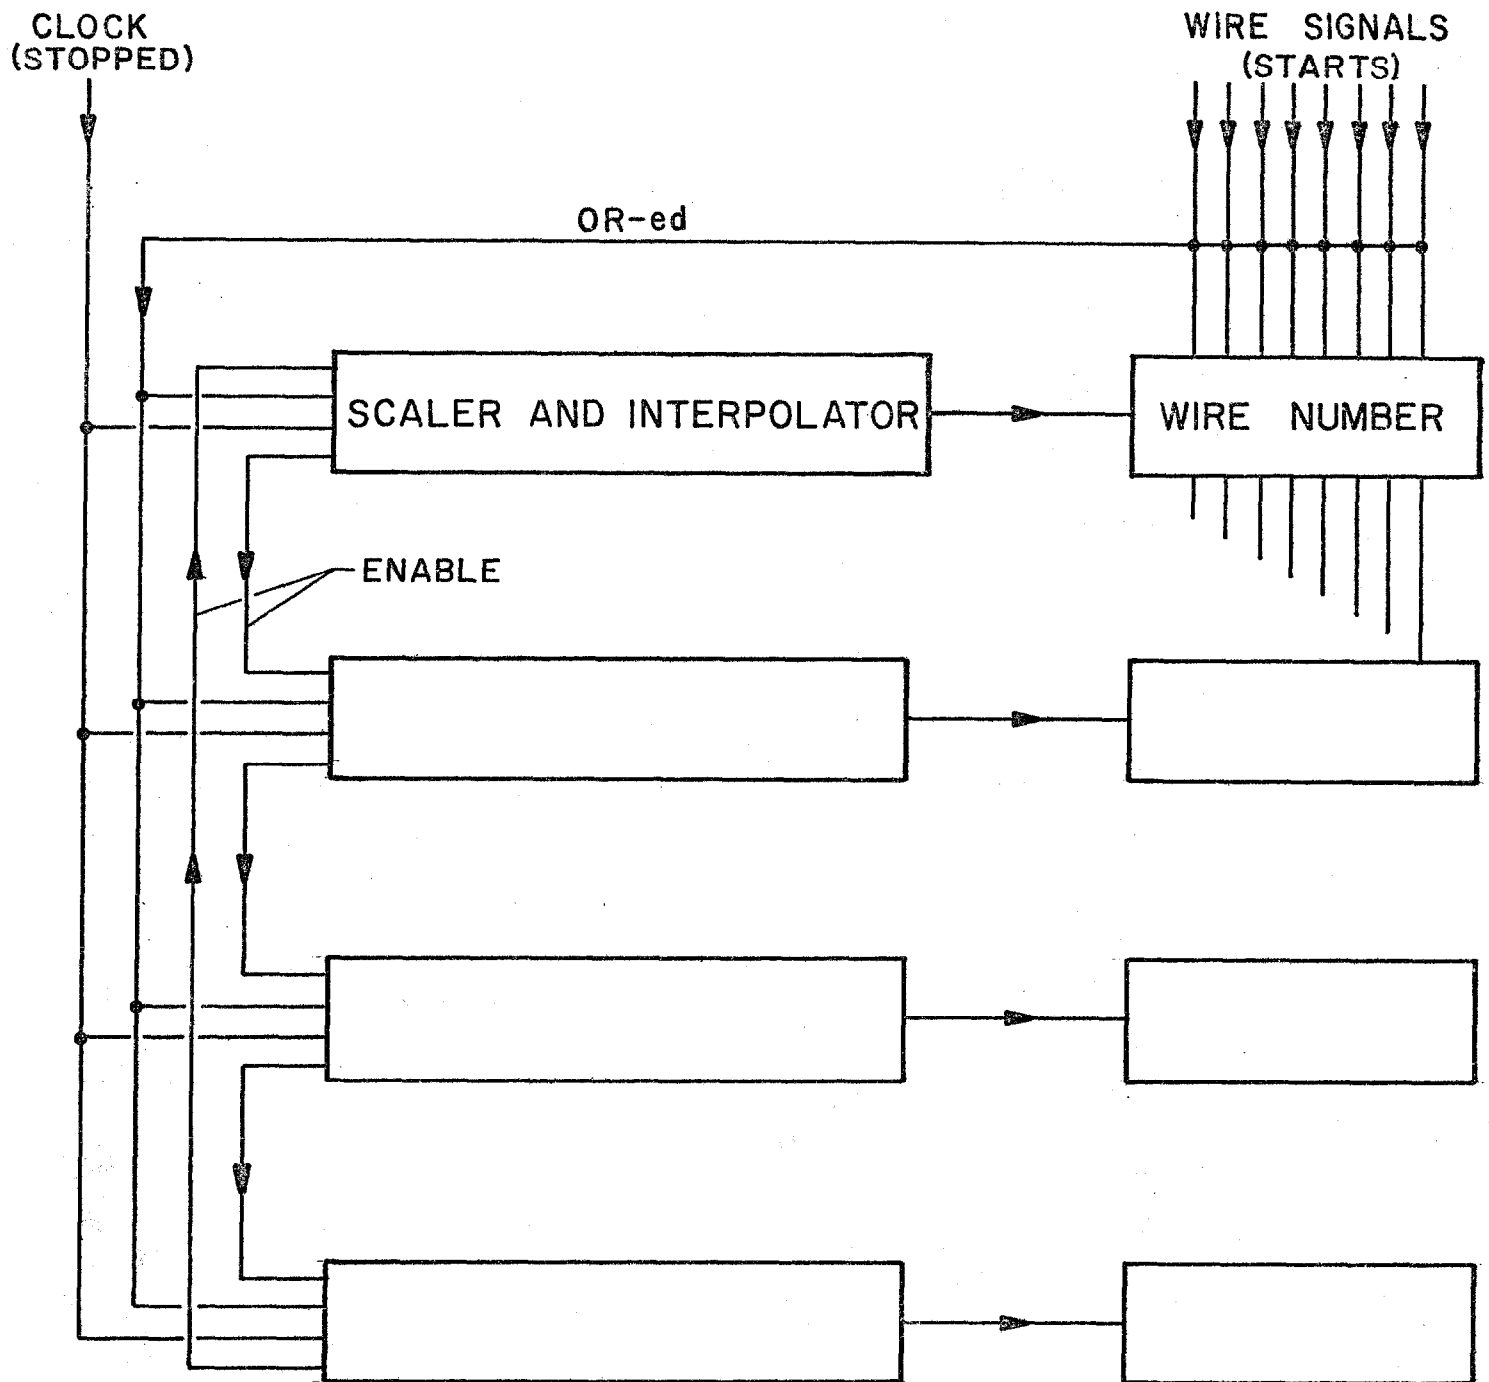 CLOCK
(STOPPED)
WIRE SIGNALS
(STARTS)
OR-ed
SCALER AND INTERPOLATOR
WIRE NUMBER
ENABLE